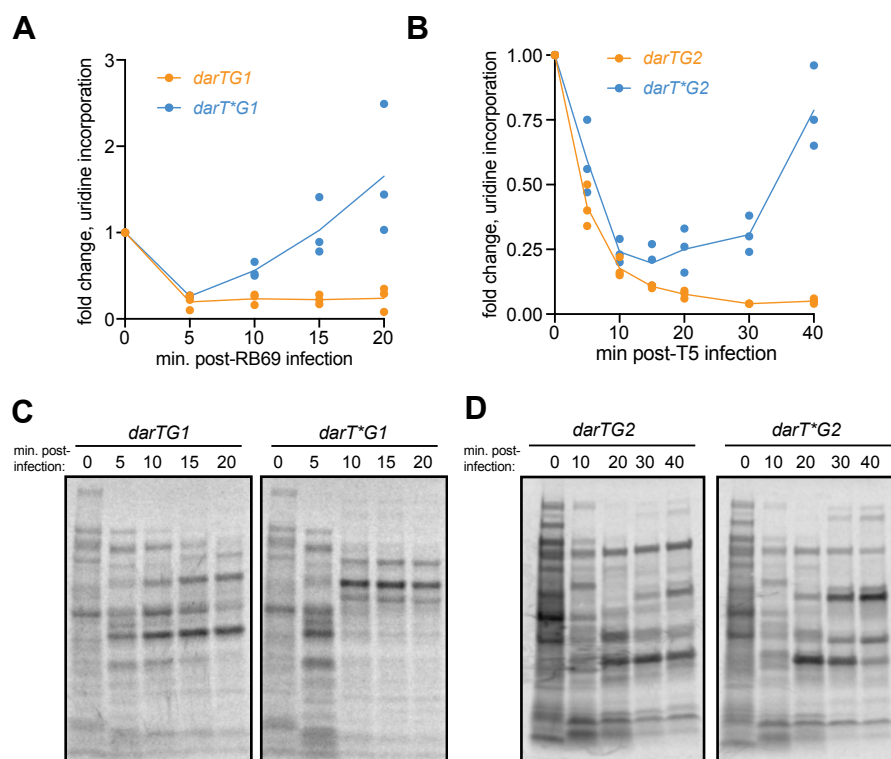 A
fold change, uridine incorporation
3
2
1
0
darTG1
darT*G1
0 5 10 15 20
min. post-RB69 infection
B
fold change, uridine incorporation
1.00
0.75
0.50
0.25
0.00
darTG2
darT*G2
0 10 20 30 40
min post-T5 infection
C
darTG1 darT*G1
min. post-
infection: 0 5 10 15 20 0 5 10 15 20
D
darTG2 darT*G2
min. post-
infection: 0 10 20 30 40 0 10 20 30 40